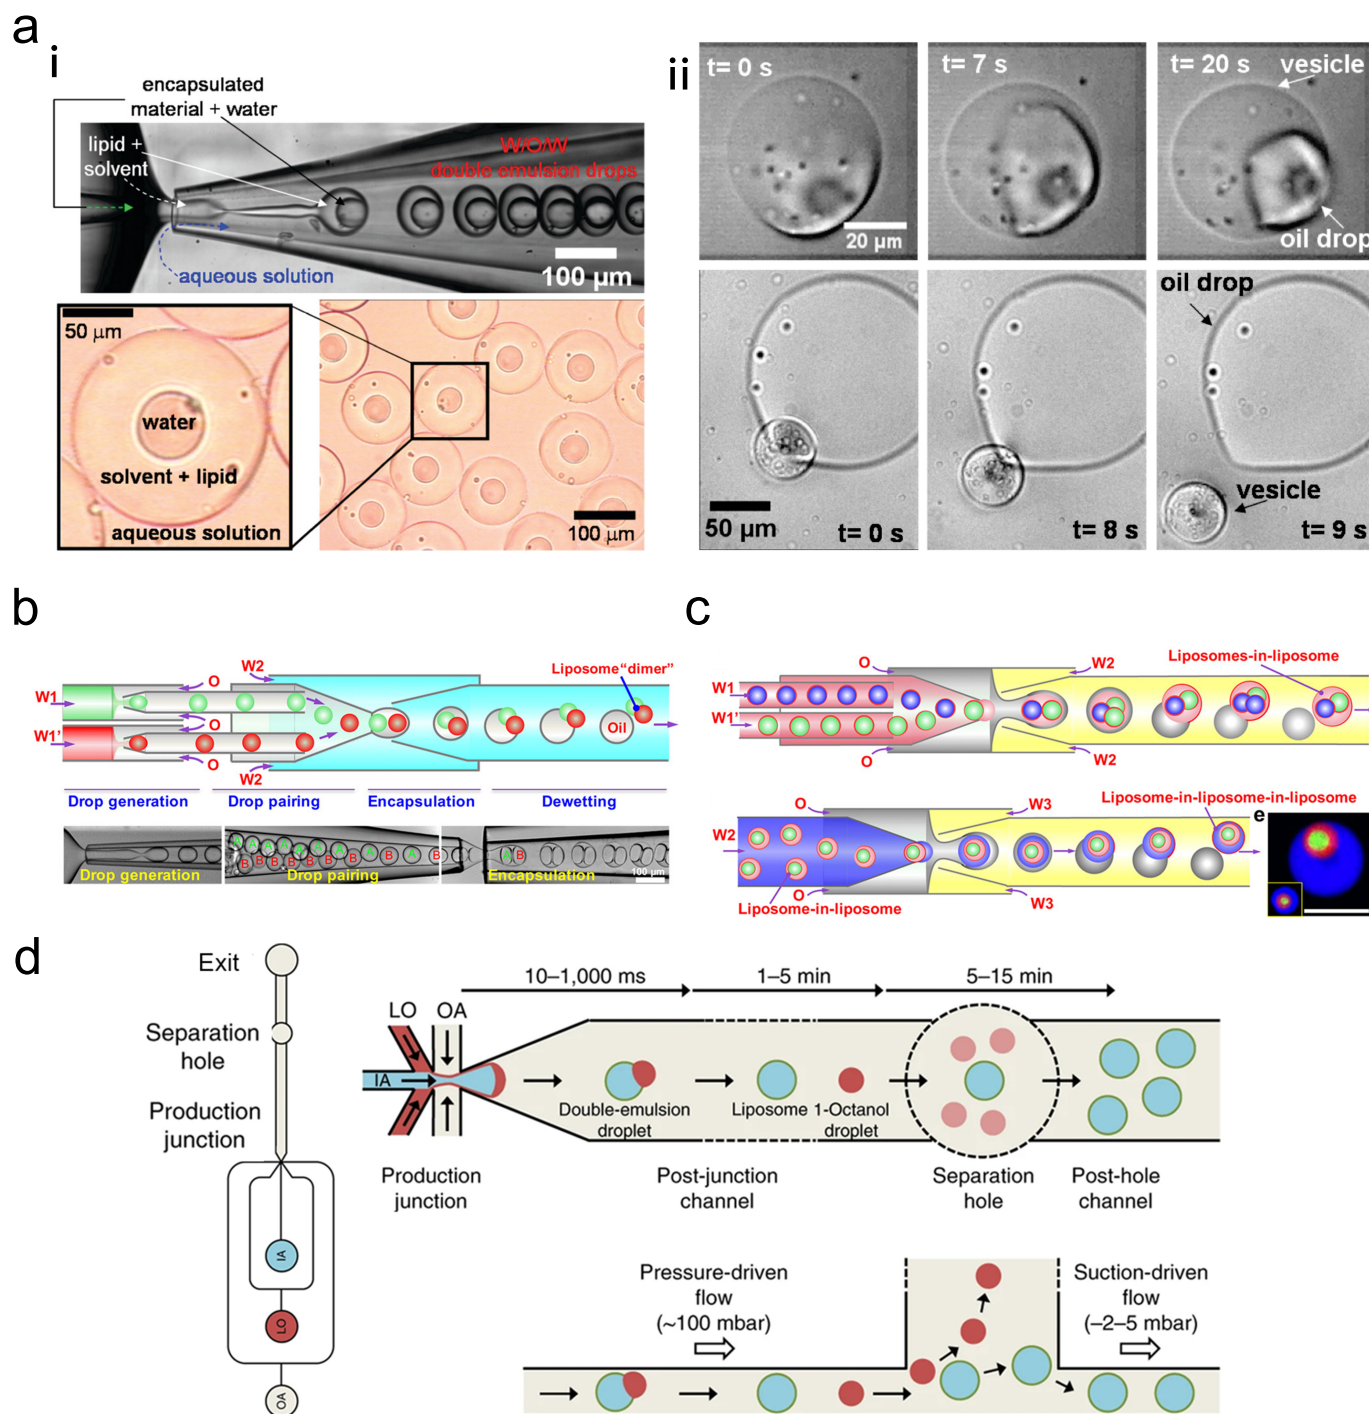 a
i
encapsulated
material + water
lipid +
solvent
W/O/W
double emulsion drops
aqueous solution
100 µm
50 µm
water
solvent + lipid
aqueous solution
100 µm
ii
t= 0 s
20 µm
t= 7 s
t= 20 s
vesicle
oil drop
50 µm
t= 0 s
t= 8 s
oil drop
vesicle
t= 9 s
b
W1
W1'
O
O
O
W2
W2
Liposome"dimer"
Oil
Drop generation
Drop pairing
Encapsulation
Dewetting
Drop generation
Drop pairing
Encapsulation
100 µm
c
W1
W1'
O
O
W2
W2
Liposomes-in-liposome
W2
O
O
W3
W3
Liposome-in-liposome
Liposome-in-liposome-in-liposome
e
d
Exit
Separation
hole
Production
junction
IA
LO
OA
10–1,000 ms
1–5 min
5–15 min
LO
OA
IA
Double-emulsion
droplet
Liposome
1-Octanol
droplet
Production
junction
Post-junction
channel
Separation
hole
Post-hole
channel
Pressure-driven
flow
(~100 mbar)
Suction-driven
flow
(–2–5 mbar)